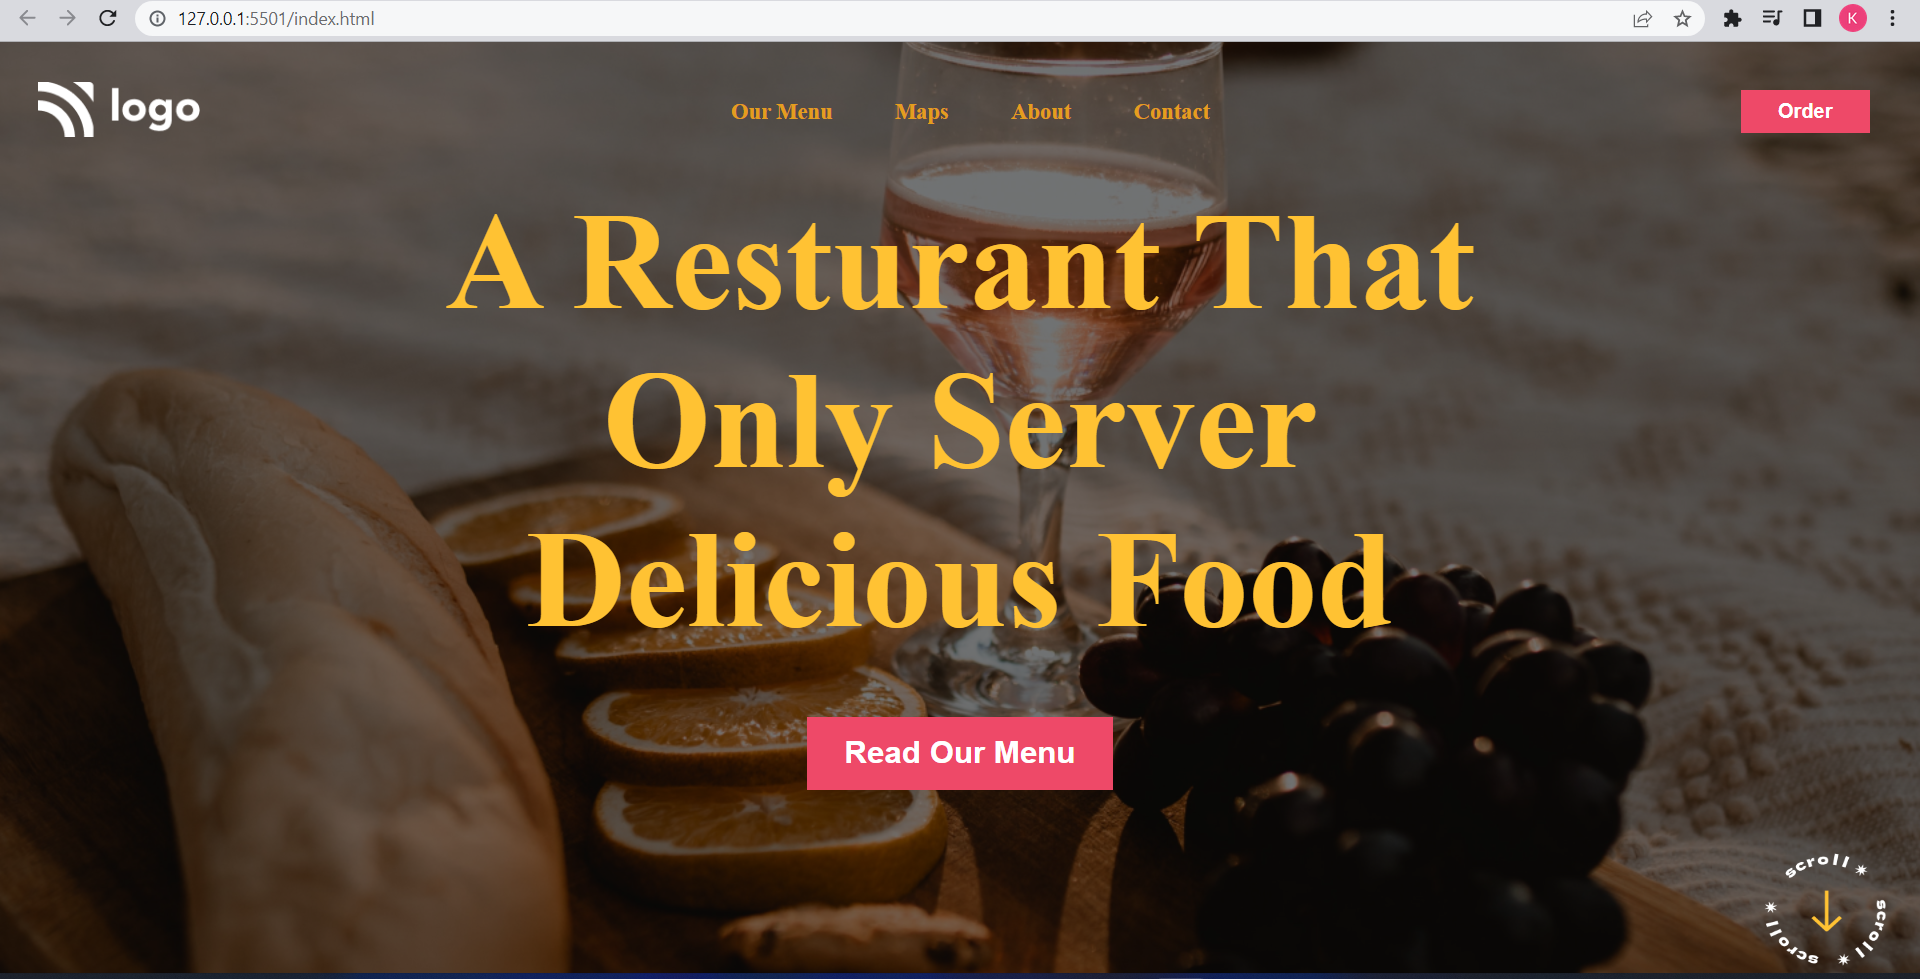 127.0.0.1:5501/index.html
K
logo
Our Menu Maps About Contact
Order
A Resturant That
Only Server
Delicious Food
Read Our Menu
scroll ✷ scroll ✷ scroll scroll ✷